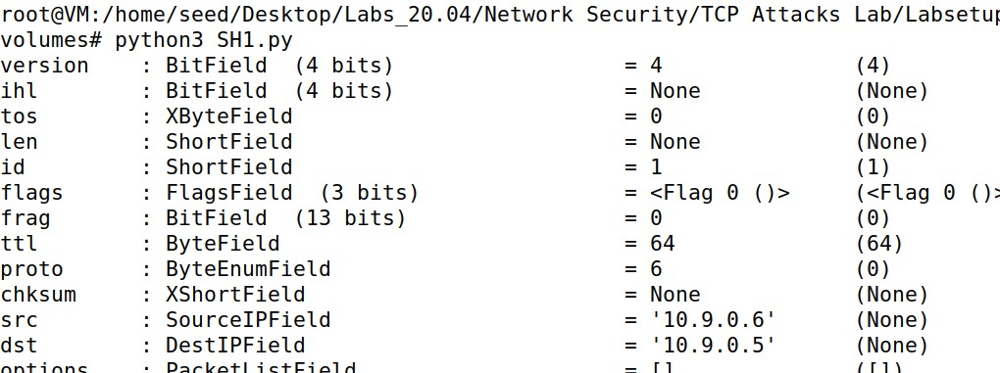 root@VM:/home/seed/Desktop/Labs_20.04/Network Security/TCP Attacks Lab/Labsetup
volumes# python3 SH1.py
version    : BitField  (4 bits)                  = 4               (4)
ihl        : BitField  (4 bits)                  = None            (None)
tos        : XByteField                          = 0               (0)
len        : ShortField                          = None            (None)
id         : ShortField                          = 1               (1)
flags      : FlagsField  (3 bits)                = <Flag 0 ()>     (<Flag 0 ()>
frag       : BitField  (13 bits)                 = 0               (0)
ttl        : ByteField                           = 64              (64)
proto      : ByteEnumField                       = 6               (0)
chksum     : XShortField                         = None            (None)
src        : SourceIPField                       = '10.9.0.6'      (None)
dst        : DestIPField                         = '10.9.0.5'      (None)
options    : PacketListField                     = []              ([])